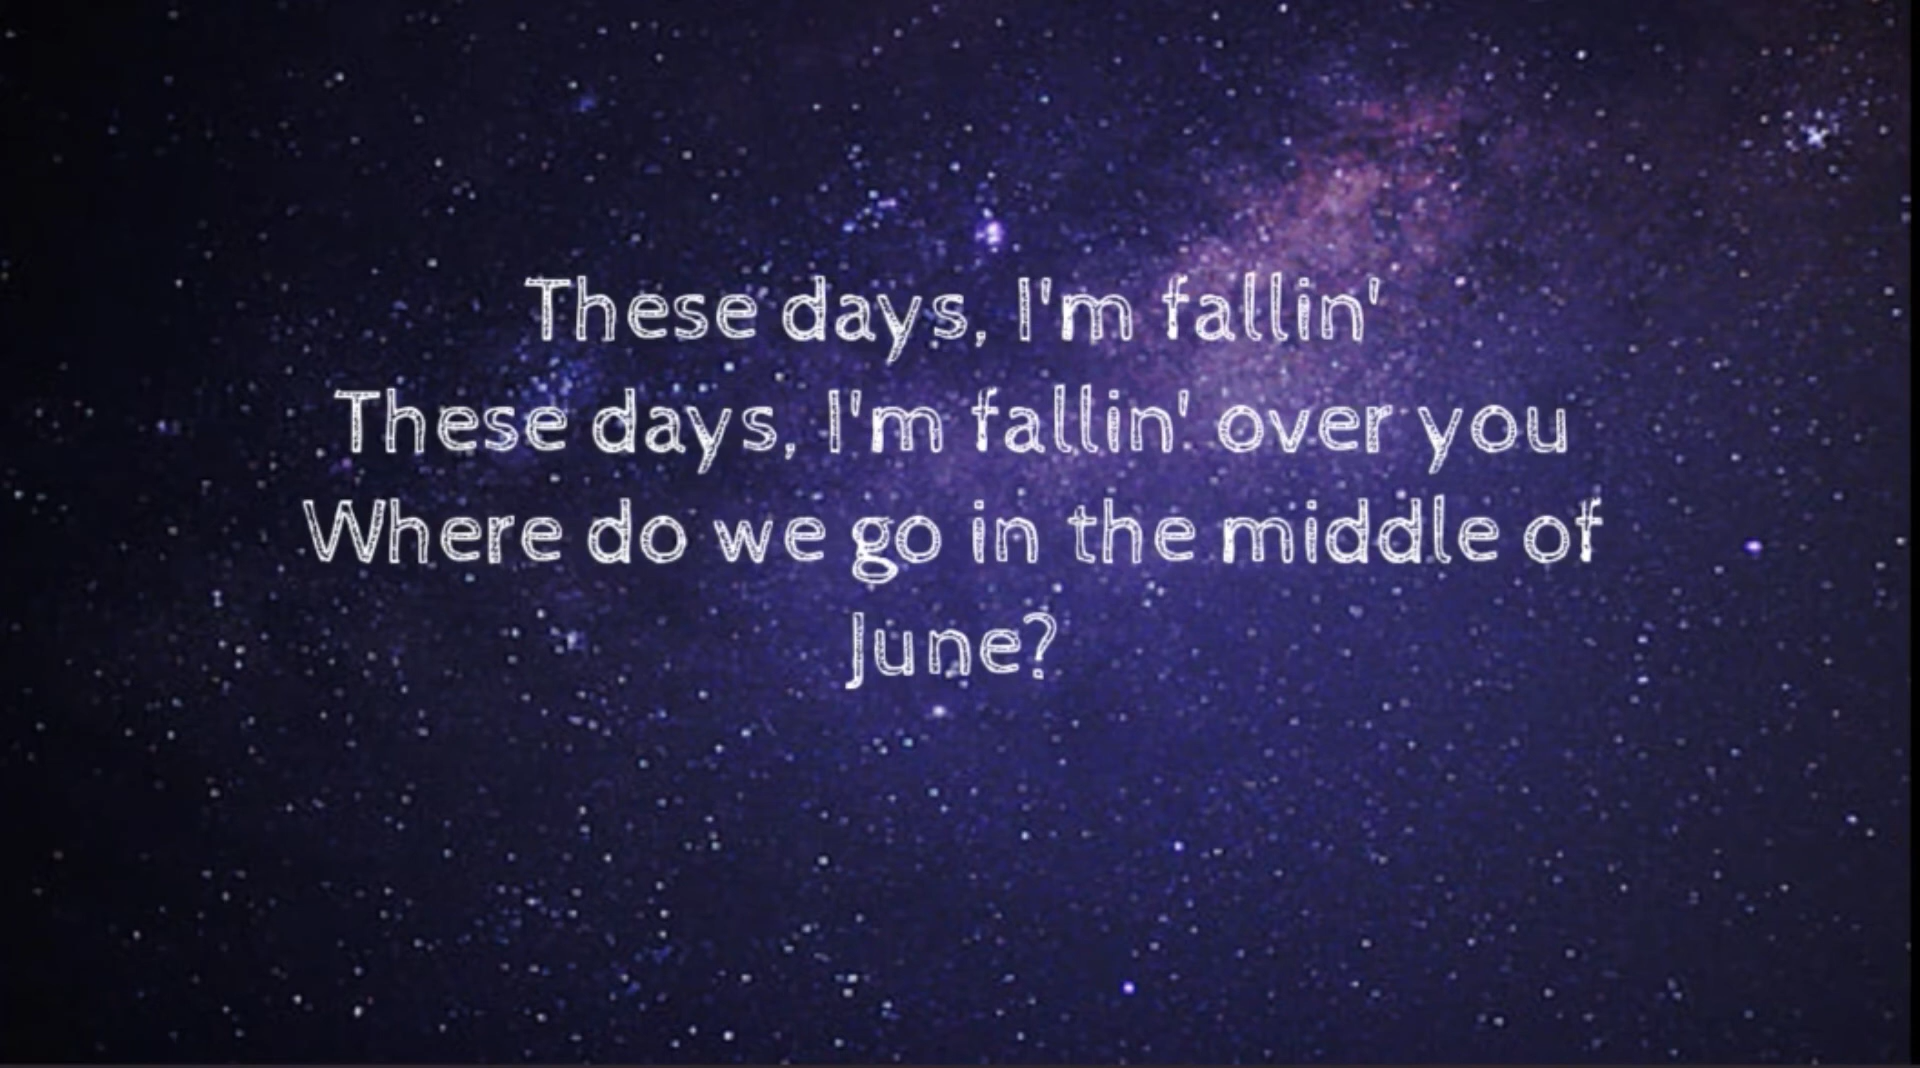 These days, I'm fallin'
These days, I'm fallin' over you
Where do we go in the middle of
June?